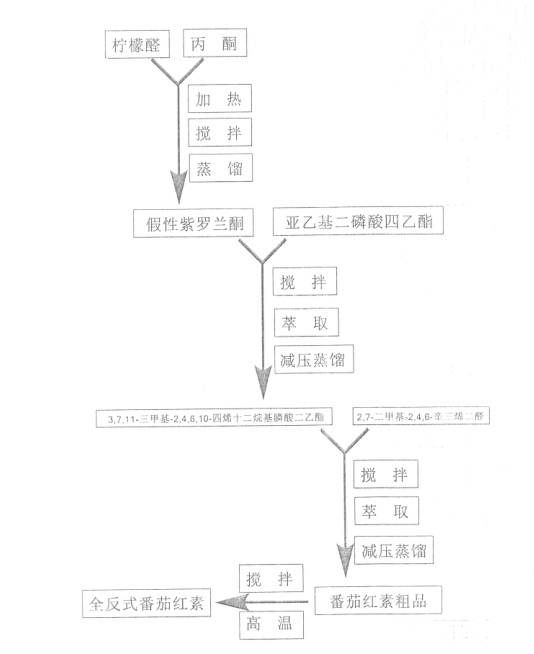 柠檬醛 丙酮
加热
搅拌
蒸馏
假性紫罗兰酮 亚乙基二磷酸四乙酯
搅拌
萃取
减压蒸馏
3,7,11-三甲基-2,4,6,10-四烯十二烷基膦酸二乙酯 2,7-二甲基-2,4,6-辛三烯二醛
搅拌
萃取
减压蒸馏
搅拌
全反式番茄红素 番茄红素粗品
高温